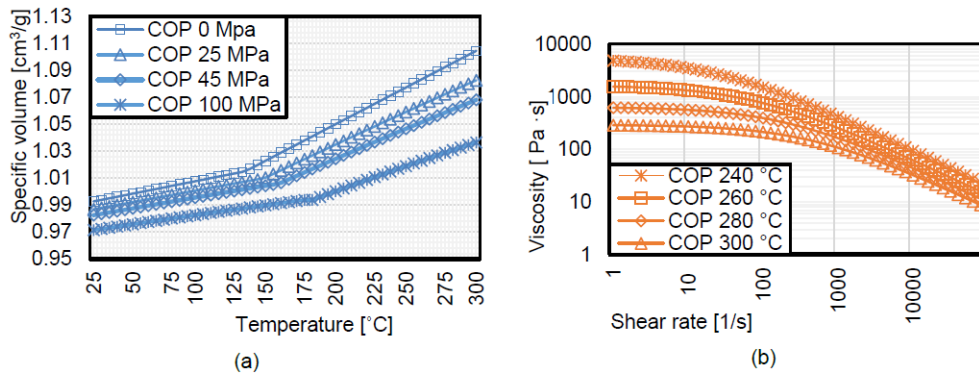 1.13
1.11
1.09
1.07
1.05
1.03
1.01
0.99
0.97
0.95
Specific volume [cm³/g]
COP 0 Mpa
COP 25 MPa
COP 45 MPa
COP 100 MPa
25 50 75 100 125 150 175 200 225 250 275 300
Temperature [°C]
(a)
10000
1000
100
10
1
Viscosity [ Pa · s]
COP 240 °C
COP 260 °C
COP 280 °C
COP 300 °C
1 10 100 1000 10000
Shear rate [1/s]
(b)